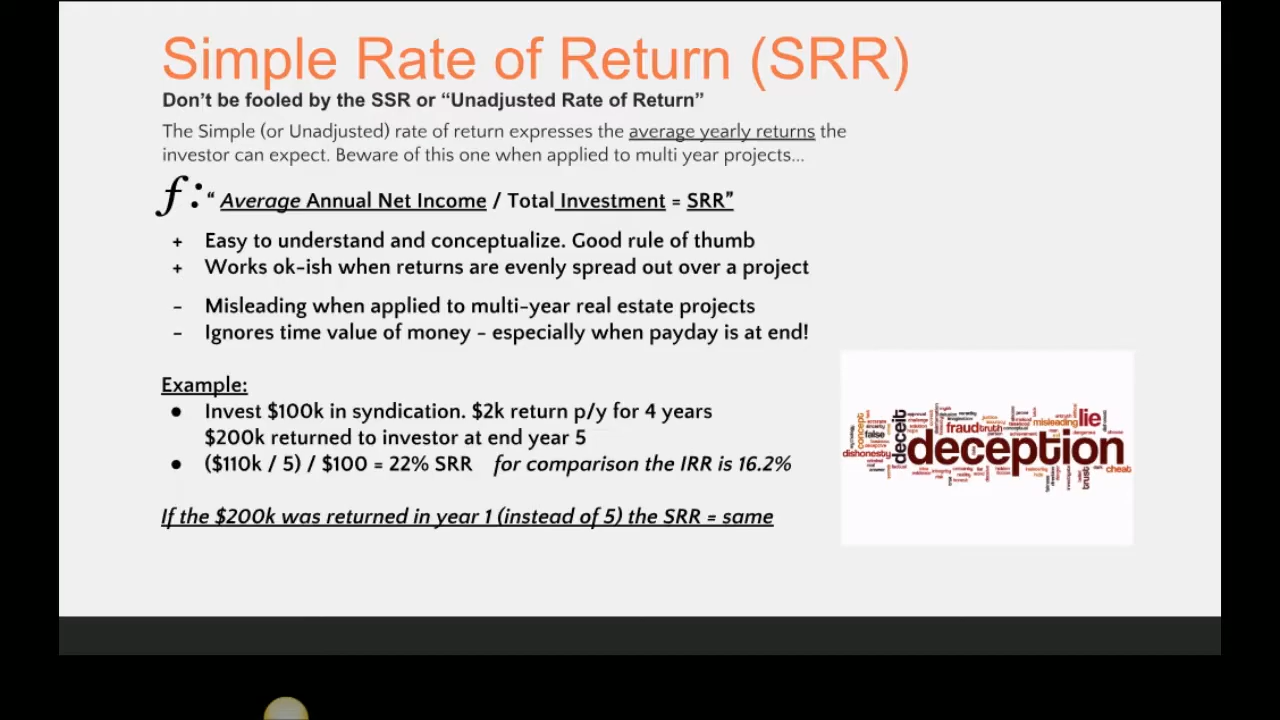 Simple Rate of Return (SRR)
Don't be fooled by the SSR or “Unadjusted Rate of Return”
The Simple (or Unadjusted) rate of return expresses the average yearly returns the
investor can expect. Beware of this one when applied to multi year projects...
f: “ Average Annual Net Income / Total Investment = SRR”
+ Easy to understand and conceptualize. Good rule of thumb
+ Works ok-ish when returns are evenly spread out over a project
- Misleading when applied to multi-year real estate projects
- Ignores time value of money - especially when payday is at end!
Example:
● Invest $100k in syndication. $2k return p/y for 4 years
$200k returned to investor at end year 5
● ($110k / 5) / $100 = 22% SRR for comparison the IRR is 16.2%
If the $200k was returned in year 1 (instead of 5) the SRR = same
concept
false
dishonesty
deceit
fraud
truth
misleading
lie
deception
trust
cheat